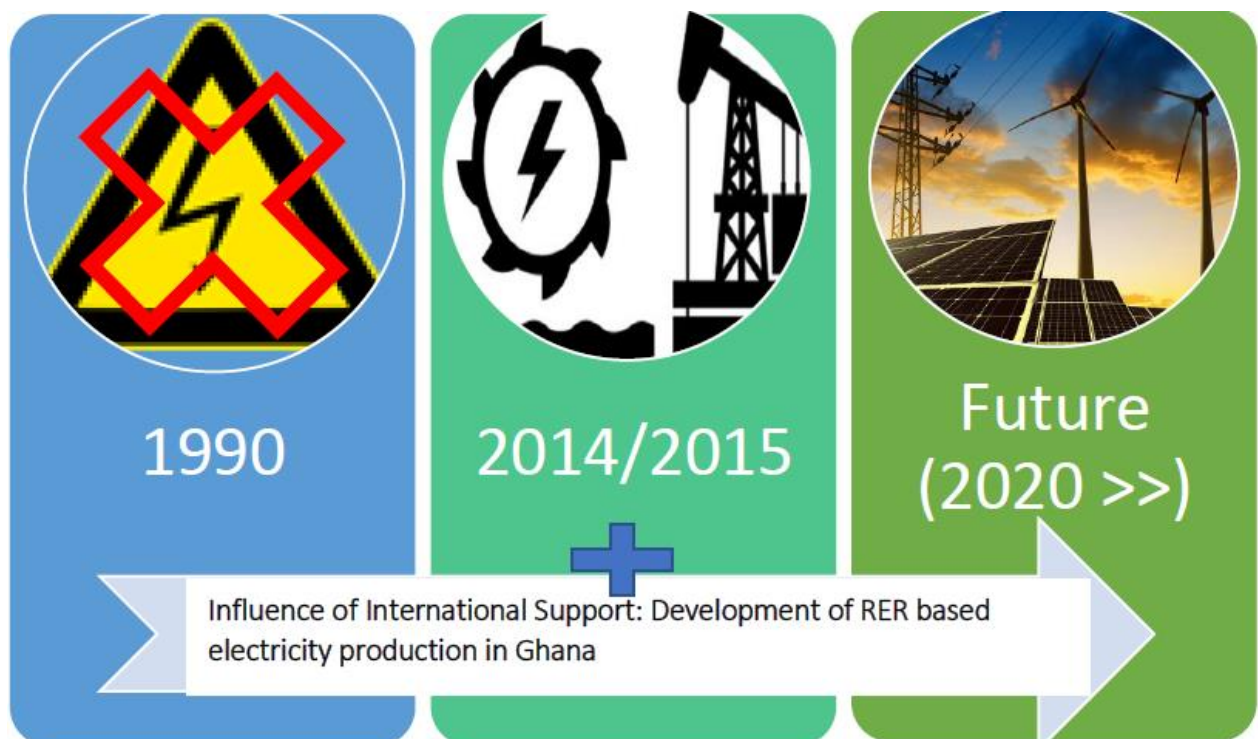 1990
2014/2015
Future
(2020 >>)
Influence of International Support: Development of RER based
electricity production in Ghana